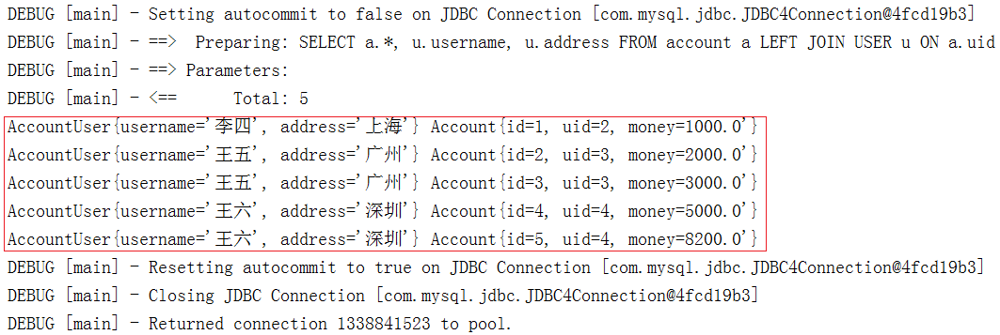 DEBUG [main] - Setting autocommit to false on JDBC Connection [com.mysql.jdbc.JDBC4Connection@4fcd19b3]
DEBUG [main] - ==>  Preparing: SELECT a.*, u.username, u.address FROM account a LEFT JOIN USER u ON a.uid
DEBUG [main] - ==> Parameters:
DEBUG [main] - <==      Total: 5
AccountUser{username='李四', address='上海'} Account{id=1, uid=2, money=1000.0'}
AccountUser{username='王五', address='广州'} Account{id=2, uid=3, money=2000.0'}
AccountUser{username='王五', address='广州'} Account{id=3, uid=3, money=3000.0'}
AccountUser{username='王六', address='深圳'} Account{id=4, uid=4, money=5000.0'}
AccountUser{username='王六', address='深圳'} Account{id=5, uid=4, money=8200.0'}
DEBUG [main] - Resetting autocommit to true on JDBC Connection [com.mysql.jdbc.JDBC4Connection@4fcd19b3]
DEBUG [main] - Closing JDBC Connection [com.mysql.jdbc.JDBC4Connection@4fcd19b3]
DEBUG [main] - Returned connection 1338841523 to pool.